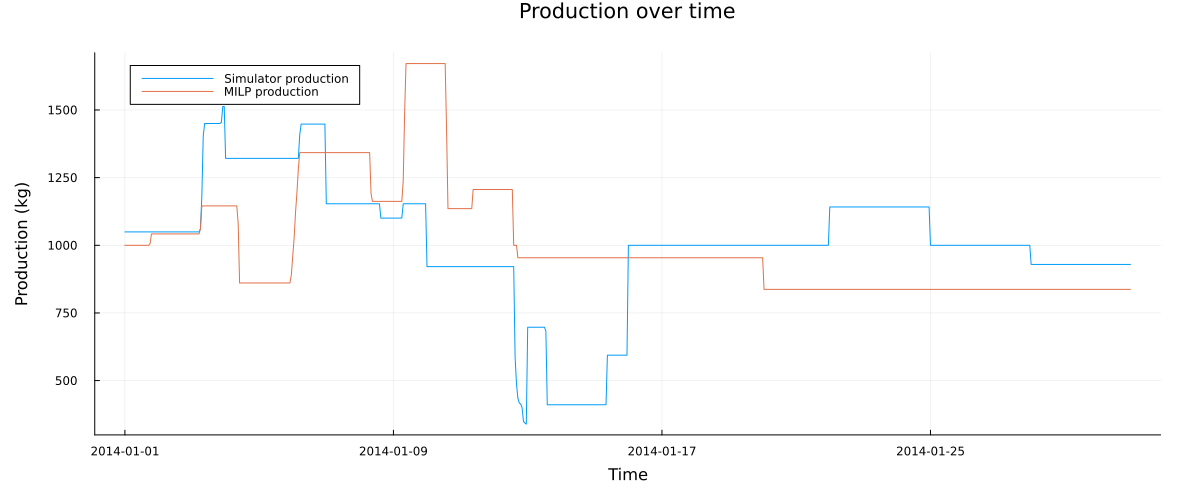 Production over time
Simulator production
MILP production
Production (kg)
1500
1250
1000
750
500
2014-01-01
2014-01-09
2014-01-17
2014-01-25
Time